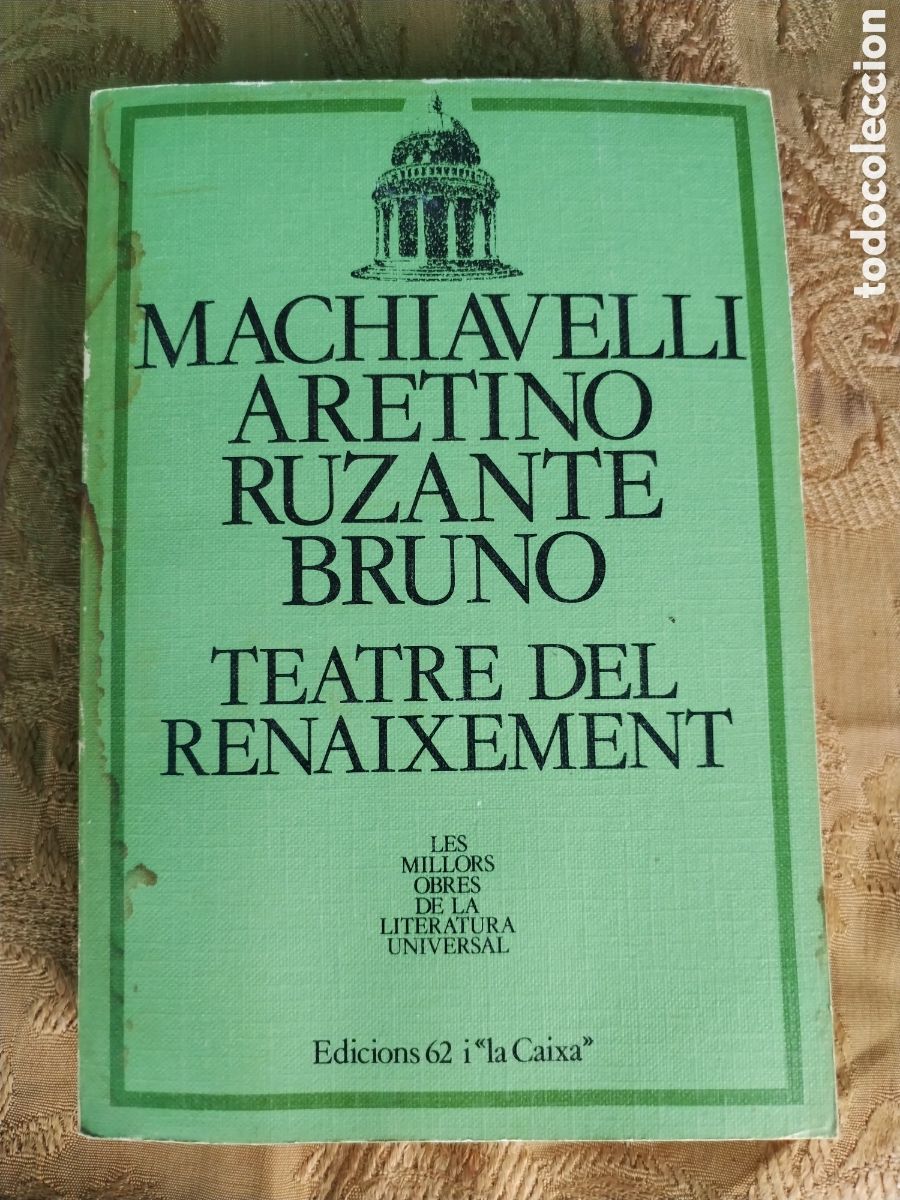 MACHIAVELLI
ARETINO
RUZANTE
BRUNO
TEATRE DEL
RENAIXEMENT
LES
MILLORS
OBRES
DE LA
LITERATURA
UNIVERSAL
Edicions 62 i «la Caixa»
todocoleccion